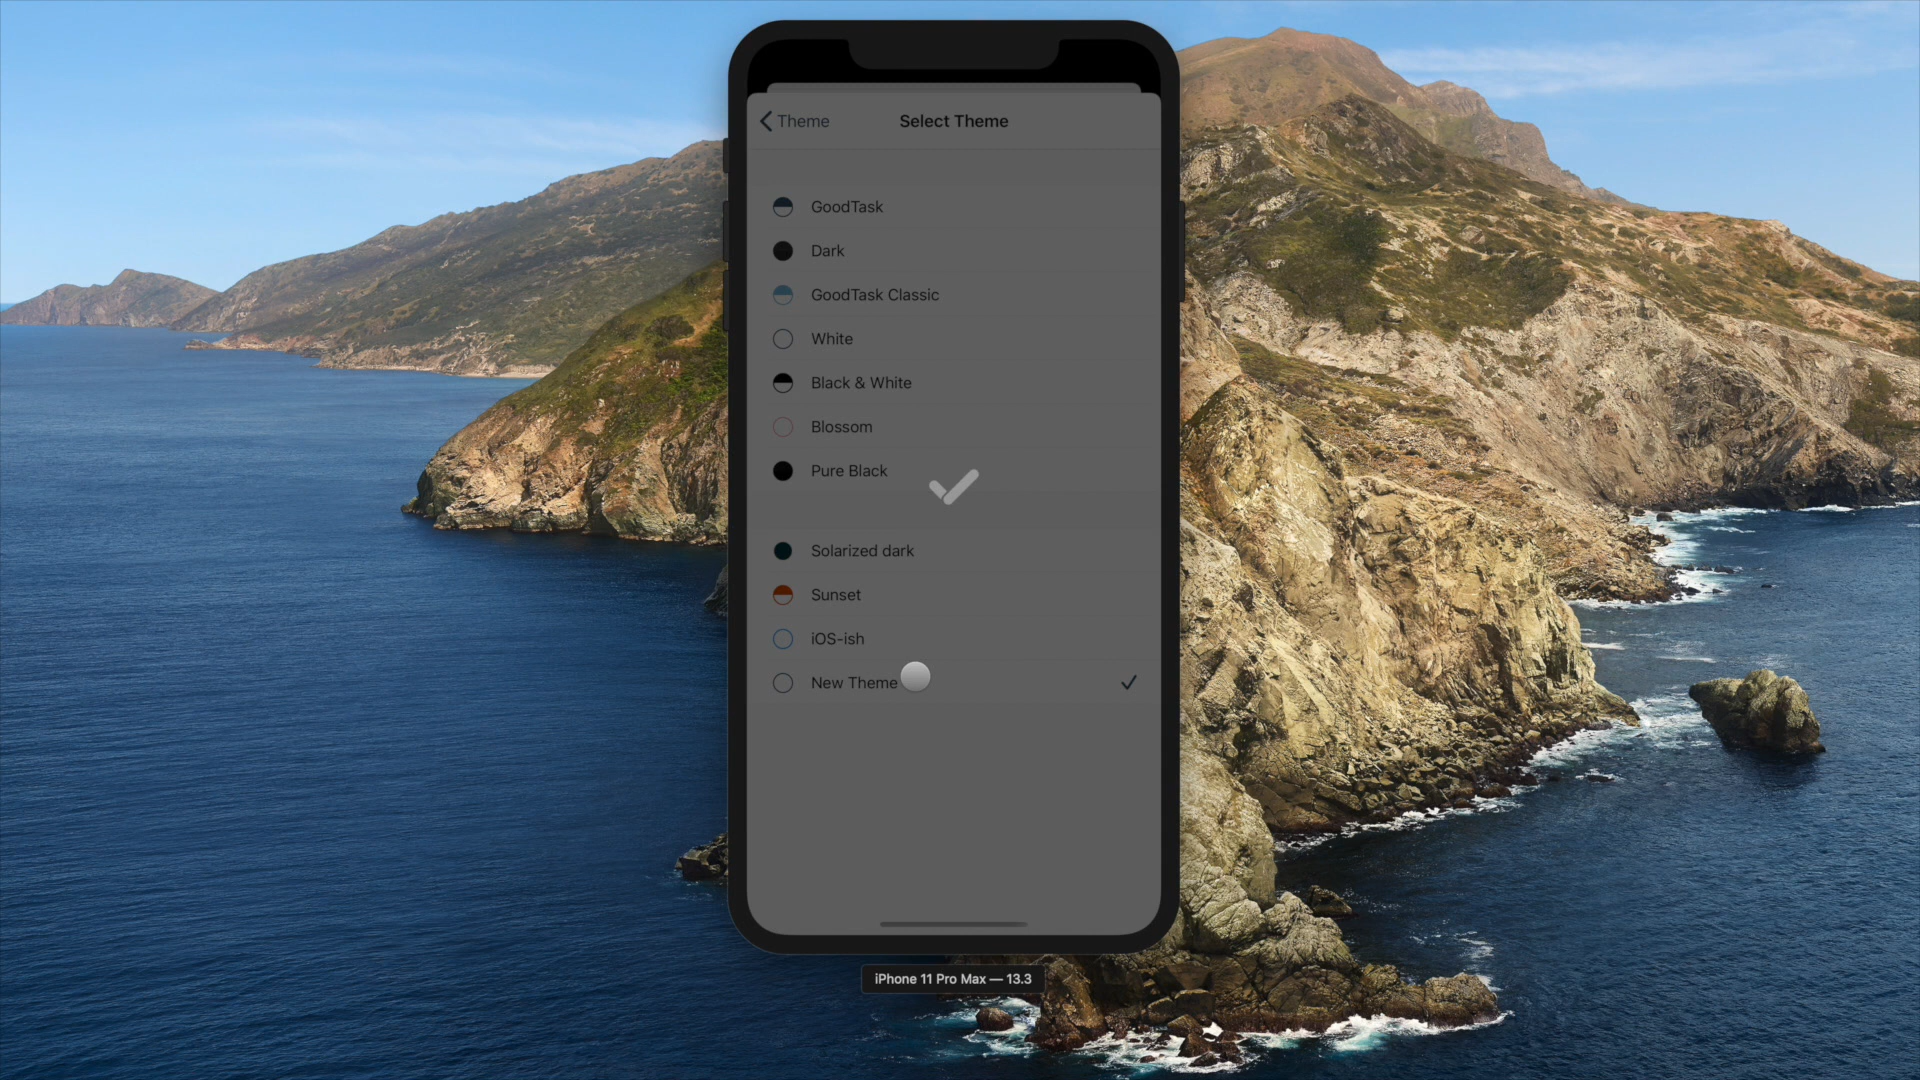 Theme
Select Theme
GoodTask
Dark
GoodTask Classic
White
Black & White
Blossom
Pure Black
Solarized dark
Sunset
iOS-ish
New Theme
iPhone 11 Pro Max — 13.3